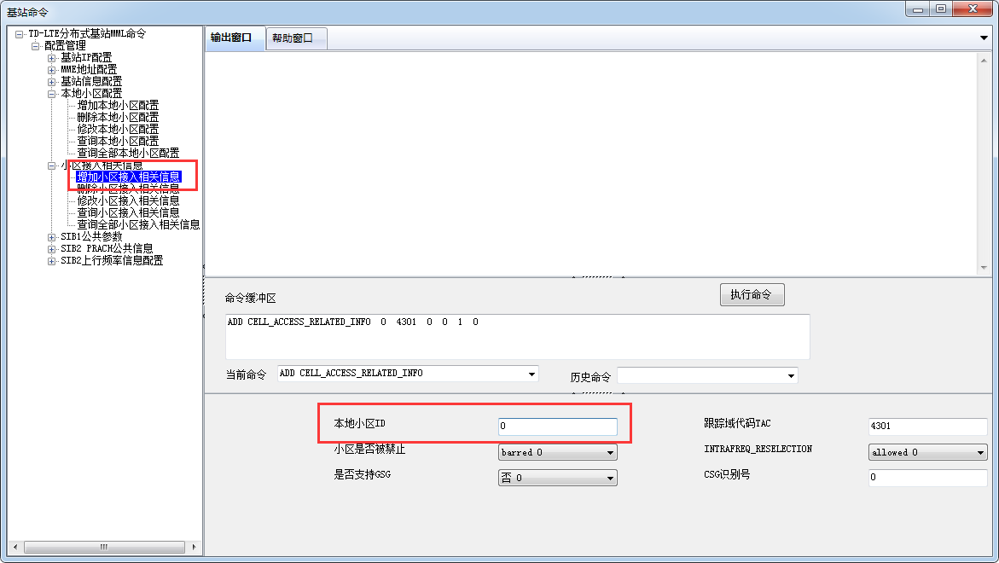 基站命令
TD-LTE分布式基站MML命令
配置管理
基站IP配置
MME地址配置
基站信息配置
本地小区配置
增加本地小区配置
删除本地小区配置
修改本地小区配置
查询本地小区配置
查询全部本地小区配置
小区接入相关信息
增加小区接入相关信息
删除小区接入相关信息
修改小区接入相关信息
查询小区接入相关信息
查询全部小区接入相关信息
SIB1公共参数
SIB2 PRACH公共信息
SIB2上行频率信息配置
输出窗口 帮助窗口
命令缓冲区 执行命令
ADD CELL_ACCESS_RELATED_INFO 0 4301 0 0 1 0
当前命令 ADD CELL_ACCESS_RELATED_INFO 历史命令
本地小区ID 0 跟踪域代码TAC 4301
小区是否被禁止 barred 0 INTRAFREQ_RESELECTION allowed 0
是否支持GSG 否 0 CSG识别号 0